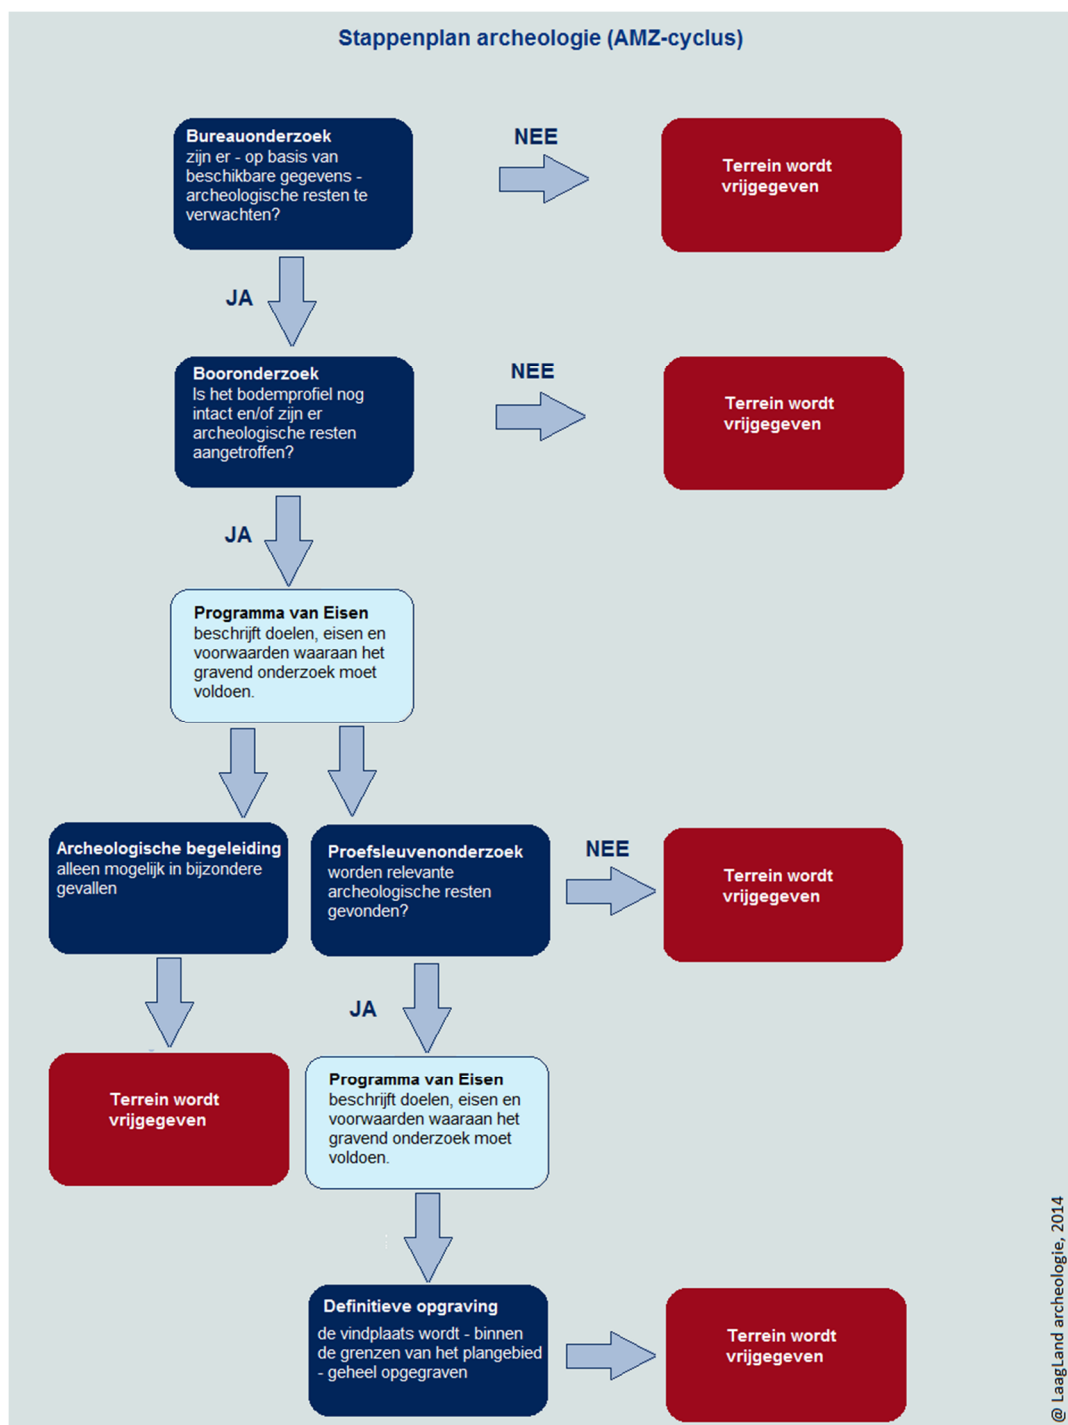 Stappenplan archeologie (AMZ-cyclus)
Bureauonderzoek
zijn er - op basis van
beschikbare gegevens -
archeologische resten te
verwachten?
NEE
Terrein wordt
vrijgegeven
JA
Booronderzoek
Is het bodemprofiel nog
intact en/of zijn er
archeologische resten
aangetroffen?
NEE
Terrein wordt
vrijgegeven
JA
Programma van Eisen
beschrijft doelen, eisen en
voorwaarden waaraan het
gravend onderzoek moet
voldoen.
Archeologische begeleiding
alleen mogelijk in bijzondere
gevallen
Proefsleuvenonderzoek
worden relevante
archeologische resten
gevonden?
NEE
Terrein wordt
vrijgegeven
JA
Terrein wordt
vrijgegeven
Programma van Eisen
beschrijft doelen, eisen en
voorwaarden waaraan het
gravend onderzoek moet
voldoen.
Definitieve opgraving
de vindplaats wordt - binnen
de grenzen van het plangebied
- geheel opgegraven
Terrein wordt
vrijgegeven
@ LaagLand archeologie, 2014